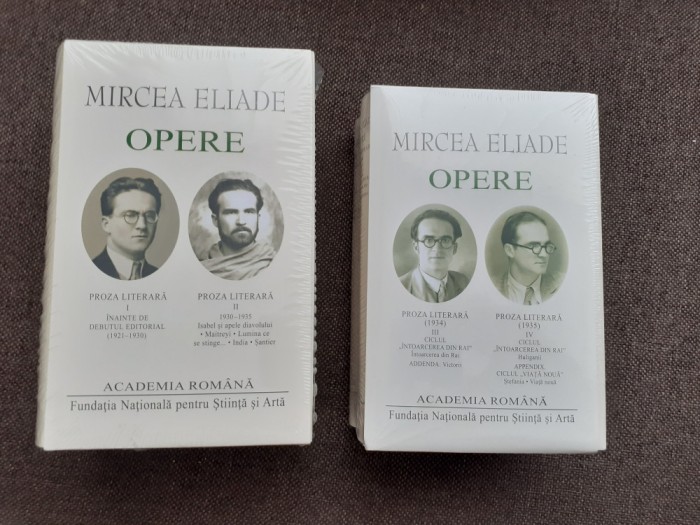 MIRCEA ELIADE
OPERE
PROZA LITERARĂ
I
ÎNAINTE DE
DEBUTUL EDITORIAL
(1921–1930)
PROZA LITERARĂ
II
1930–1935
Isabel și apele diavolului
• Maitreyi • Lumina ce
se stinge... • India • Șantier
ACADEMIA ROMÂNĂ
Fundația Națională pentru Știință și Artă
MIRCEA ELIADE
OPERE
PROZA LITERARĂ
(1934)
III
CICLUL
„ÎNTOARCEREA DIN RAI”
Întoarcerea din Rai
ADDENDA: Victorii
PROZA LITERARĂ
(1935)
IV
CICLUL
„ÎNTOARCEREA DIN RAI”
Huliganii
APPENDIX:
CICLUL „VIAȚĂ NOUĂ”
Ștefania • Viață nouă
ACADEMIA ROMÂNĂ
Fundația Națională pentru Știință și Artă